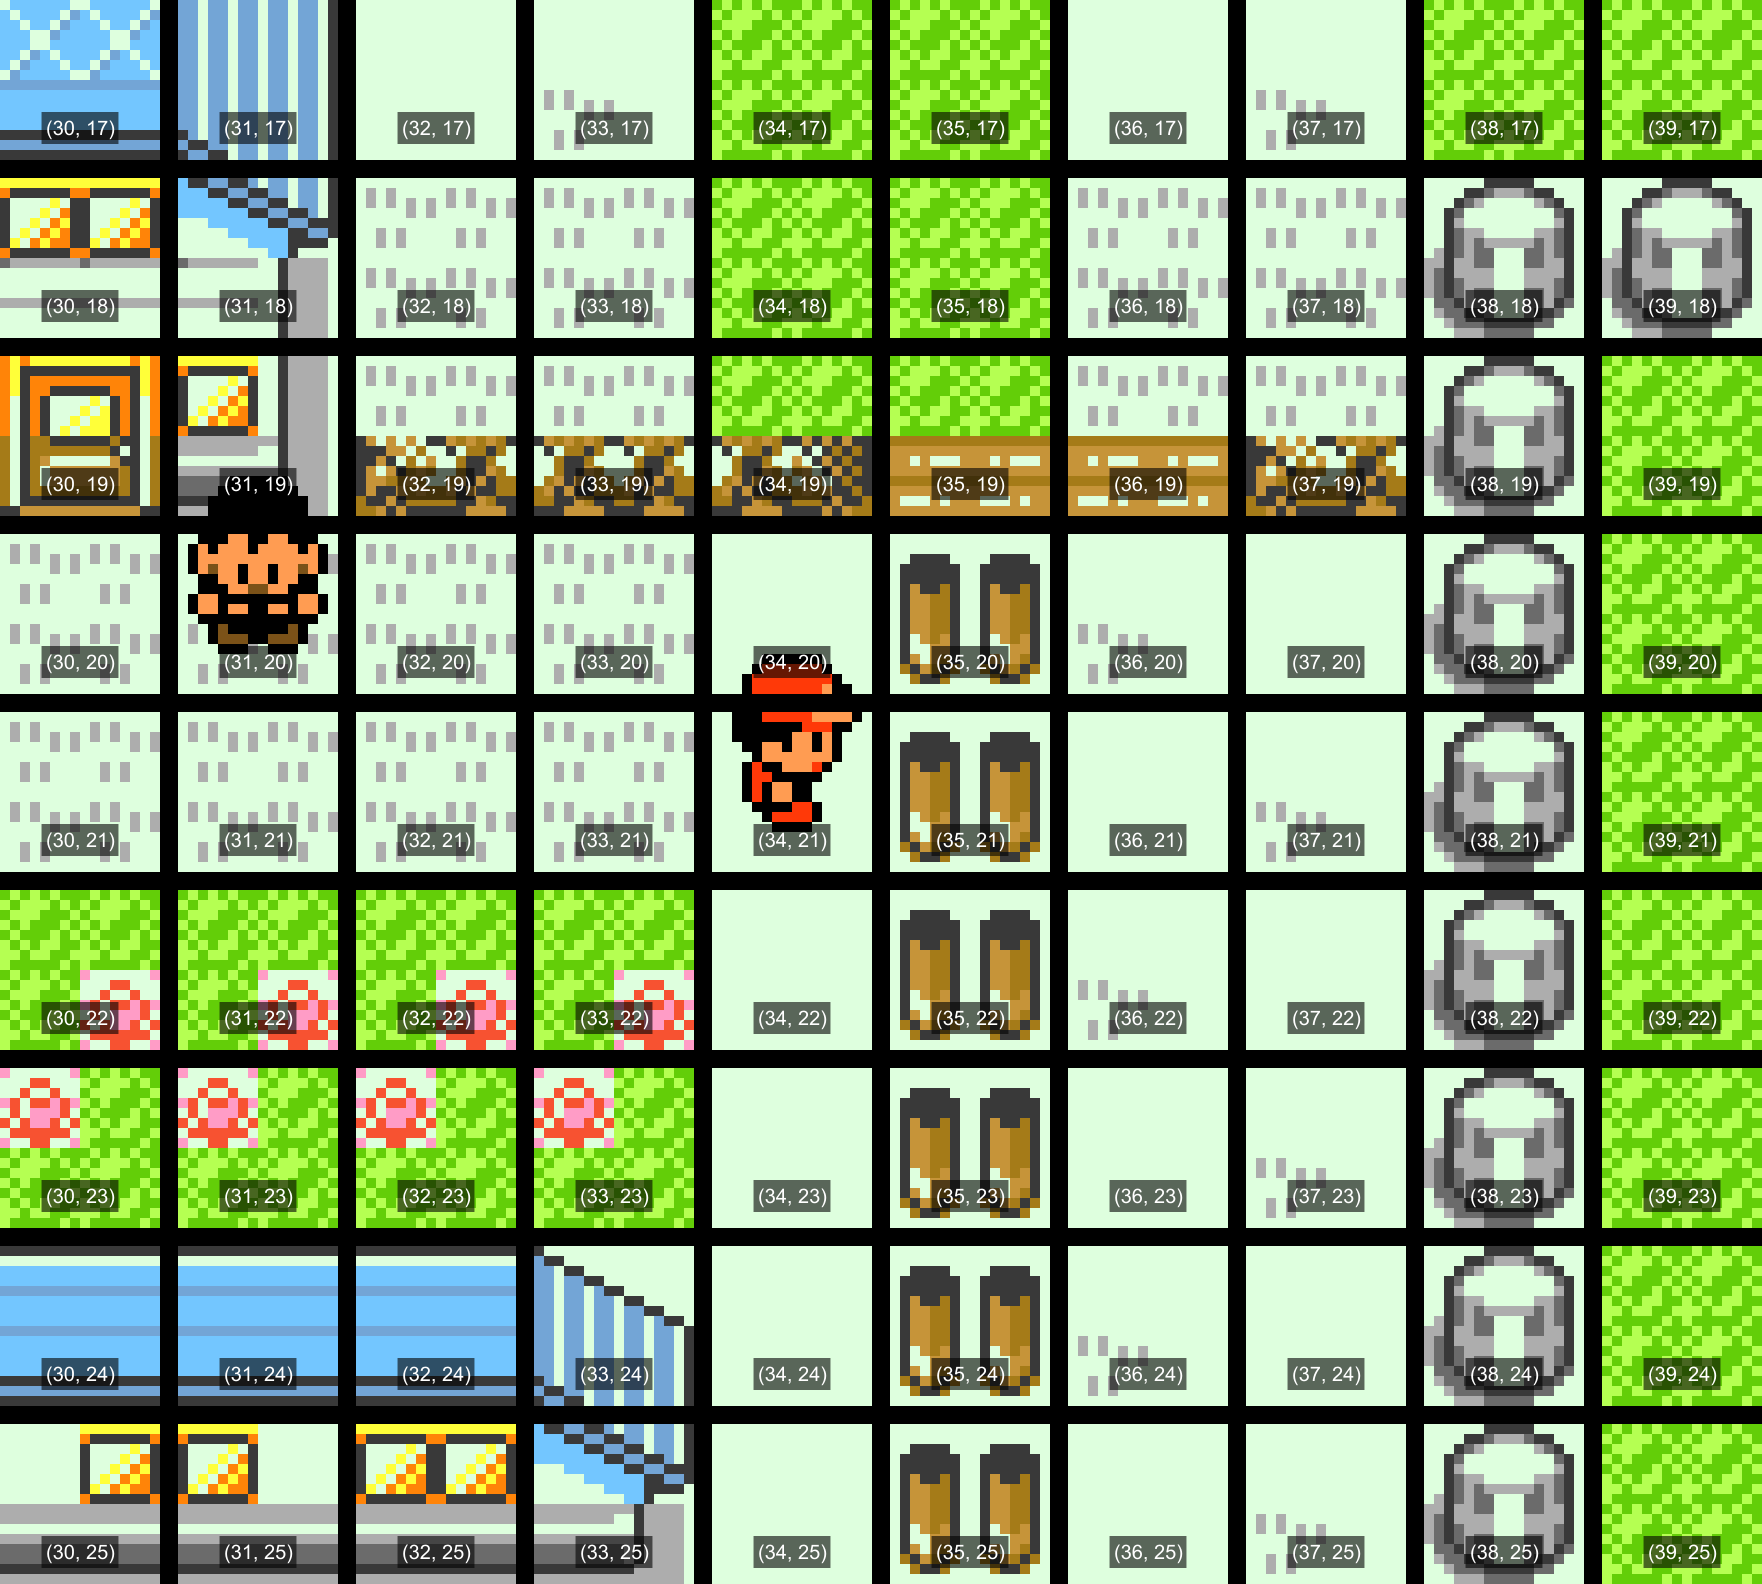 (30, 17) (31, 17) (32, 17) (33, 17) (34, 17) (35, 17) (36, 17) (37, 17) (38, 17) (39, 17)
(30, 18) (31, 18) (32, 18) (33, 18) (34, 18) (35, 18) (36, 18) (37, 18) (38, 18) (39, 18)
(30, 19) (31, 19) (32, 19) (33, 19) (34, 19) (35, 19) (36, 19) (37, 19) (38, 19) (39, 19)
(30, 20) (31, 20) (32, 20) (33, 20) (34, 20) (35, 20) (36, 20) (37, 20) (38, 20) (39, 20)
(30, 21) (31, 21) (32, 21) (33, 21) (34, 21) (35, 21) (36, 21) (37, 21) (38, 21) (39, 21)
(30, 22) (31, 22) (32, 22) (33, 22) (34, 22) (35, 22) (36, 22) (37, 22) (38, 22) (39, 22)
(30, 23) (31, 23) (32, 23) (33, 23) (34, 23) (35, 23) (36, 23) (37, 23) (38, 23) (39, 23)
(30, 24) (31, 24) (32, 24) (33, 24) (34, 24) (35, 24) (36, 24) (37, 24) (38, 24) (39, 24)
(30, 25) (31, 25) (32, 25) (33, 25) (34, 25) (35, 25) (36, 25) (37, 25) (38, 25) (39, 25)